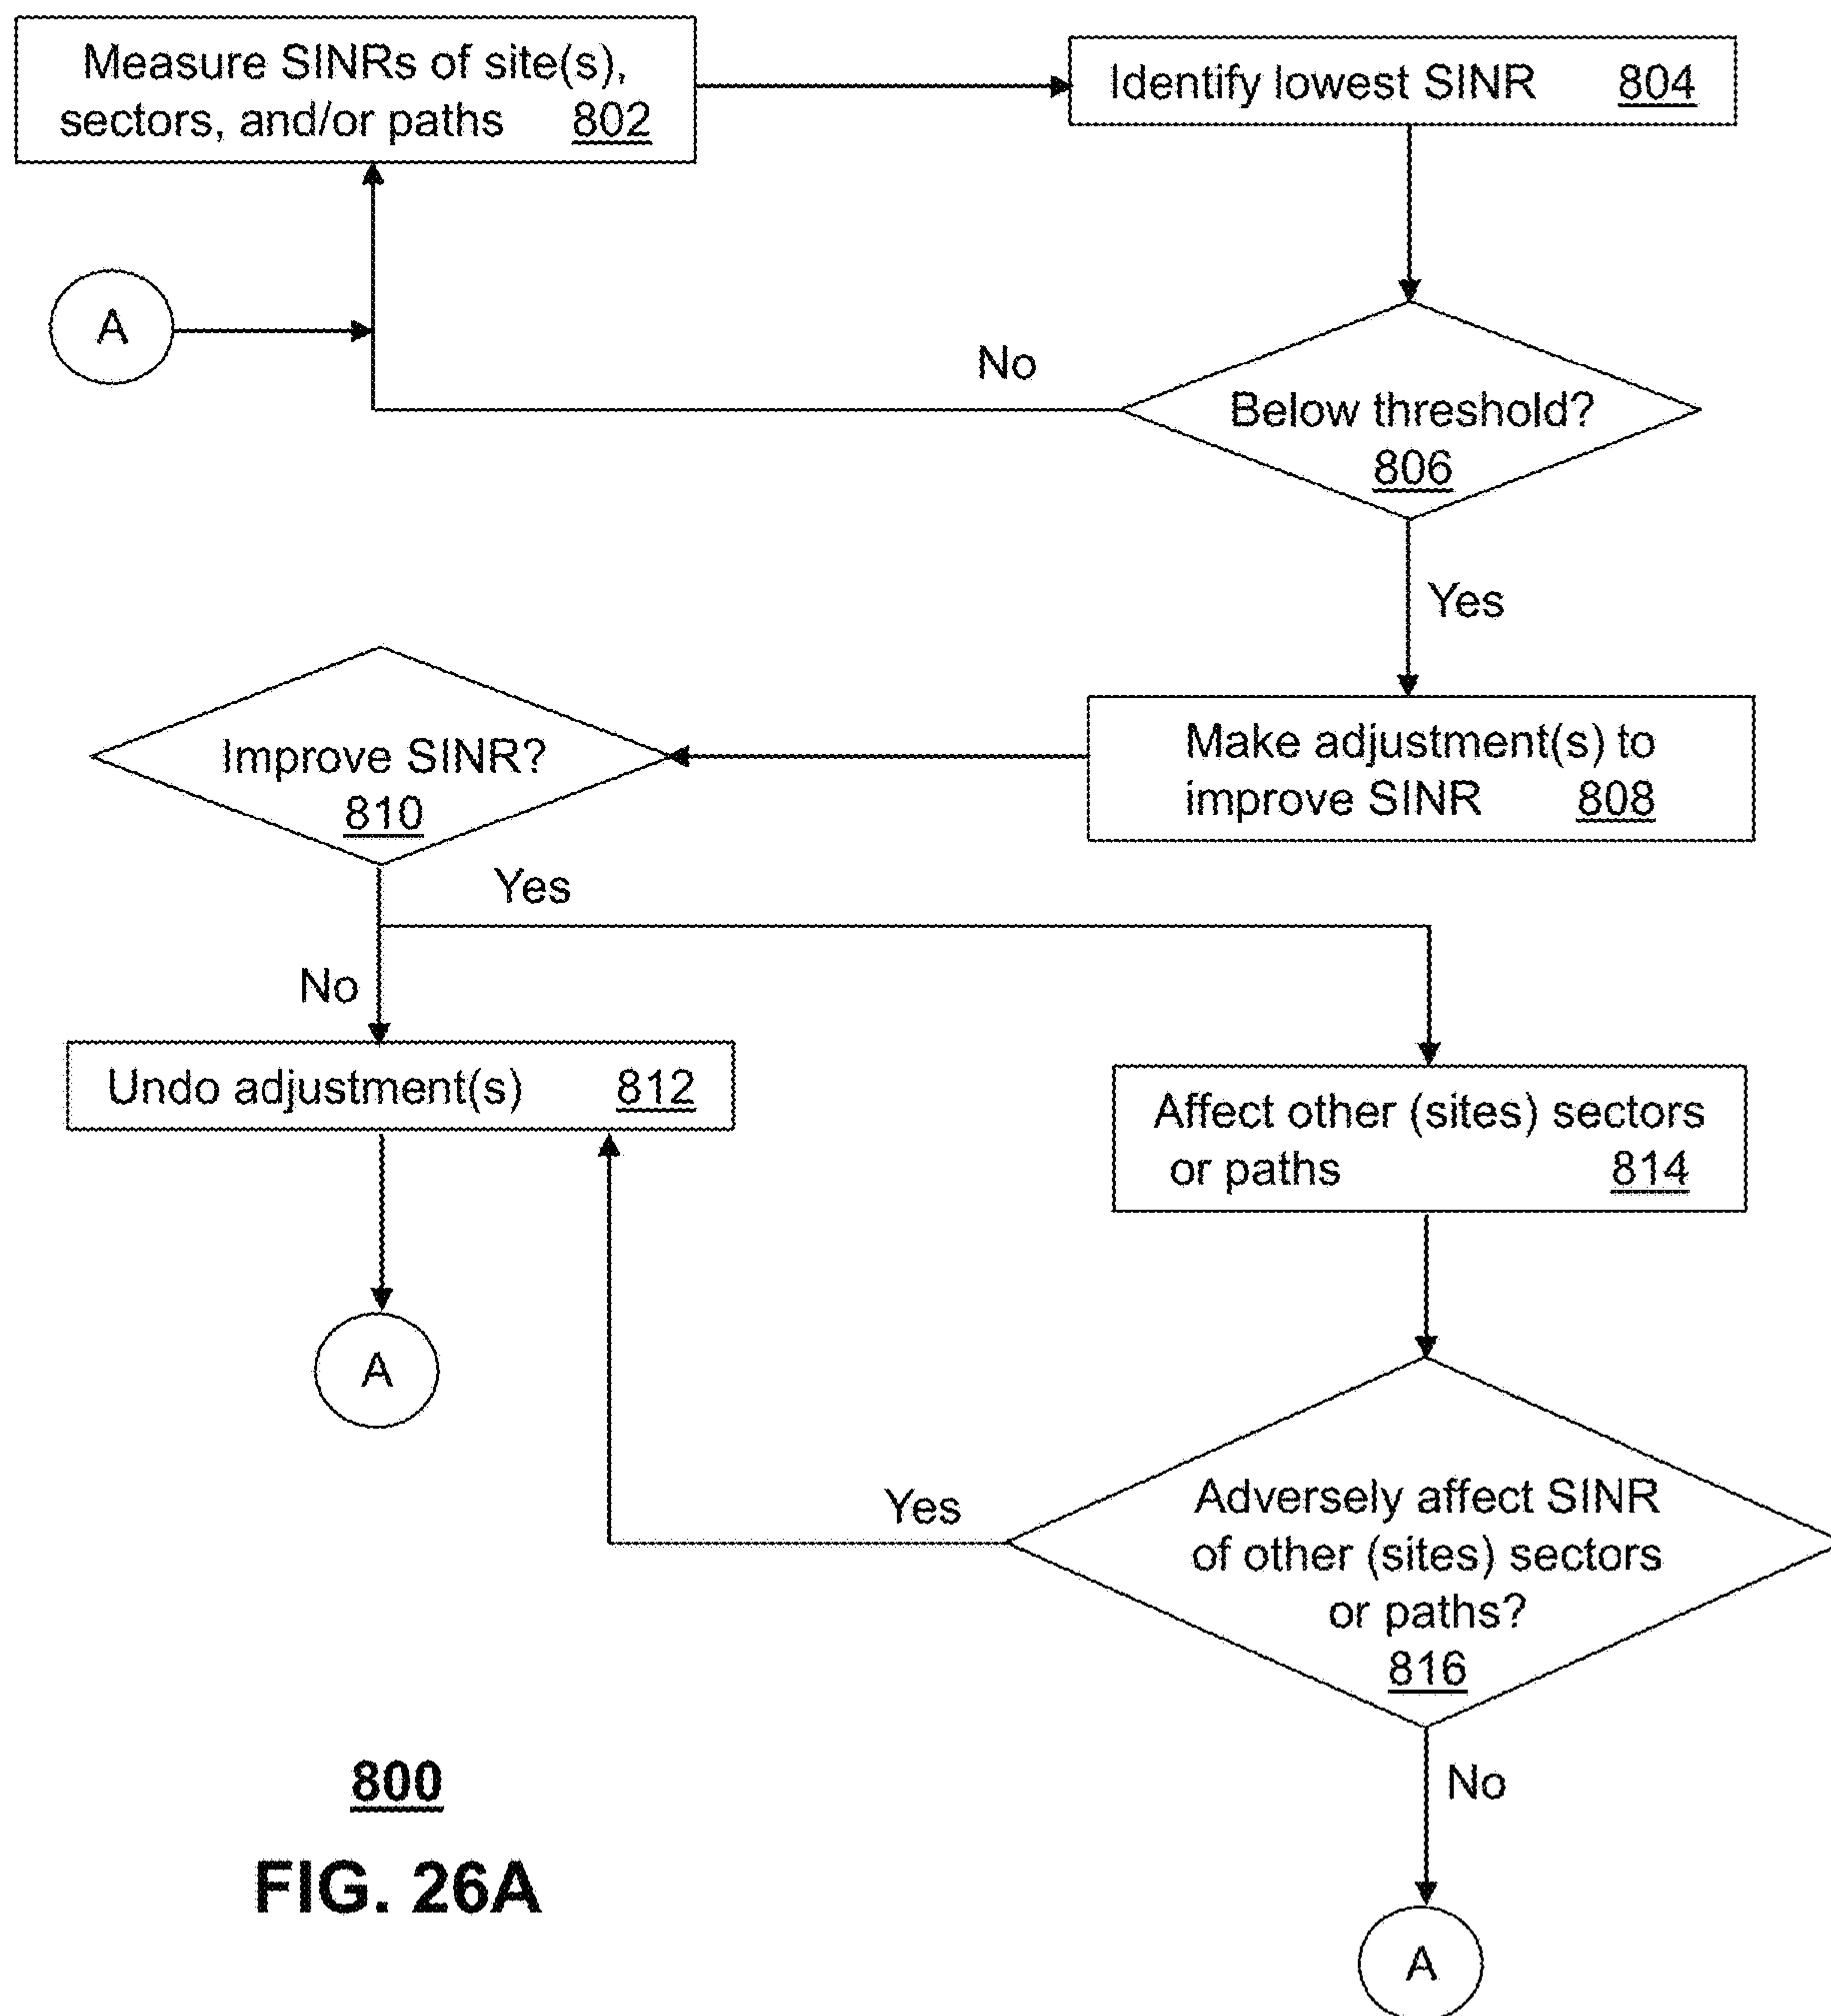 Measure SINRs of site(s),
sectors, and/or paths 802
Identify lowest SINR 804
A
No
Below threshold?
806
Yes
Improve SINR?
810
Make adjustment(s) to
improve SINR 808
Yes
No
Undo adjustment(s) 812
Affect other (sites) sectors
or paths 814
A
Yes
Adversely affect SINR
of other (sites) sectors
or paths?
816
No
A
800
FIG. 26A